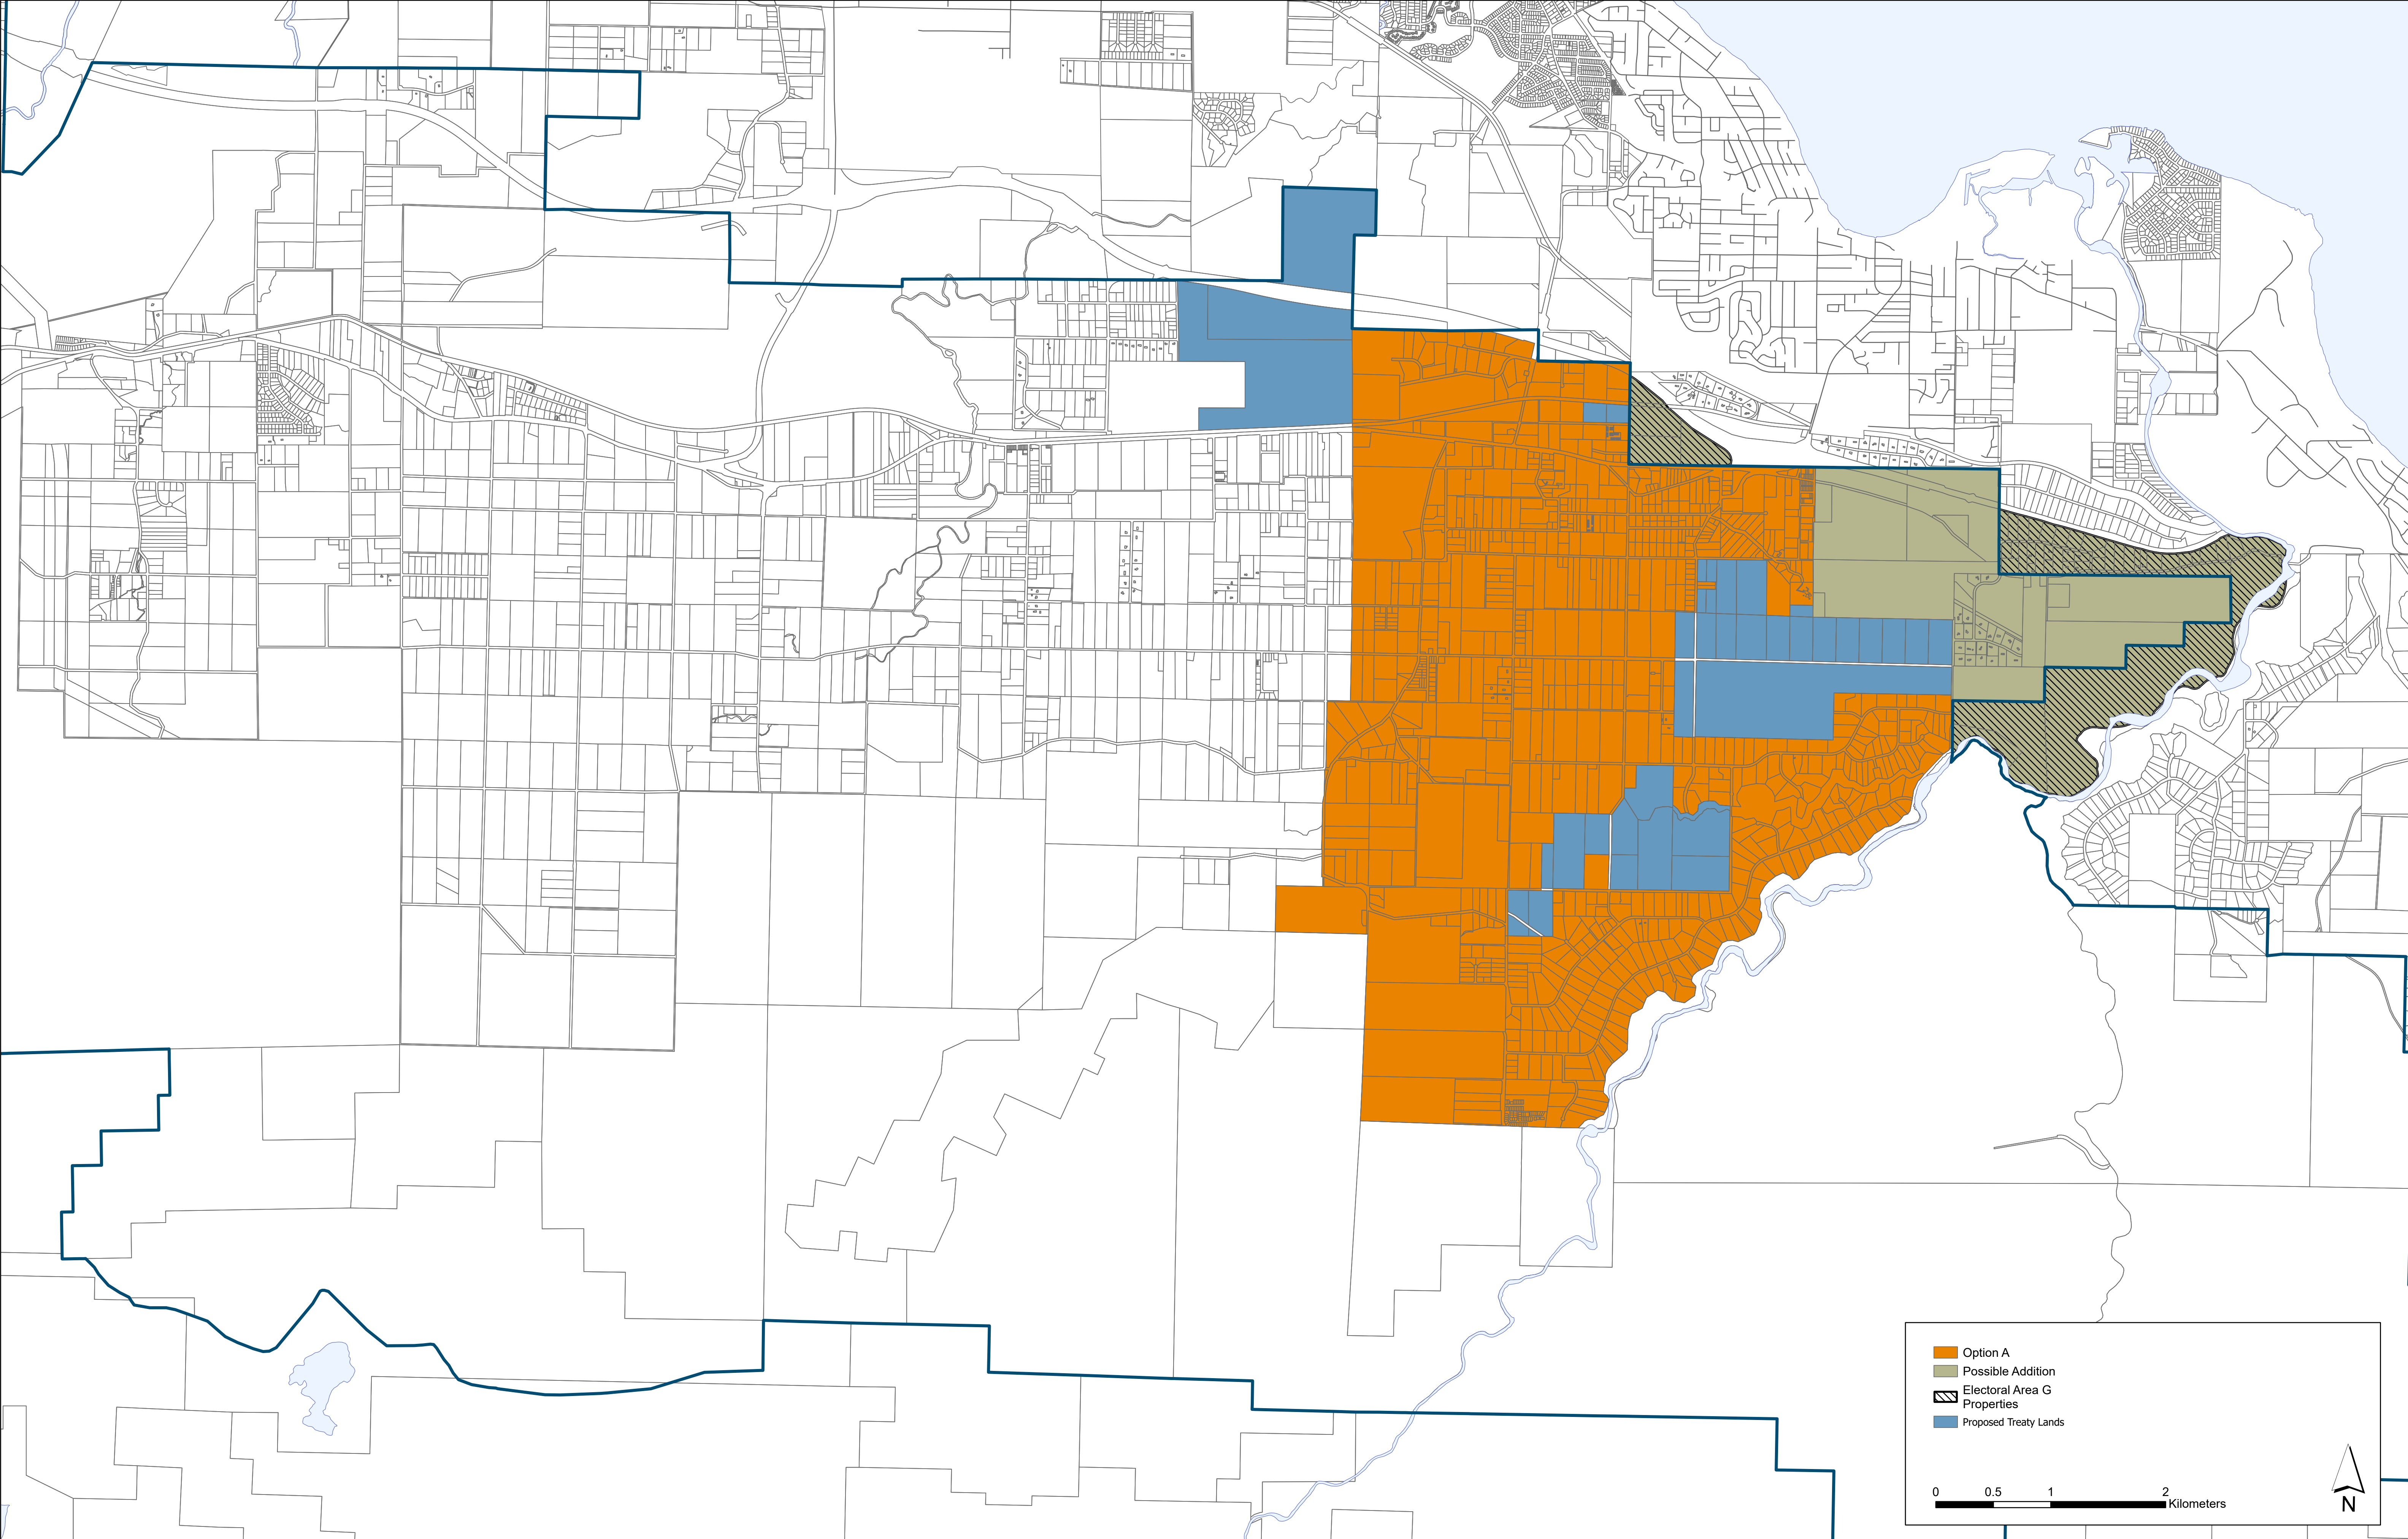 Option A
Possible Addition
Electoral Area G
Properties
Proposed Treaty Lands
0 0.5 1 2
Kilometers
N